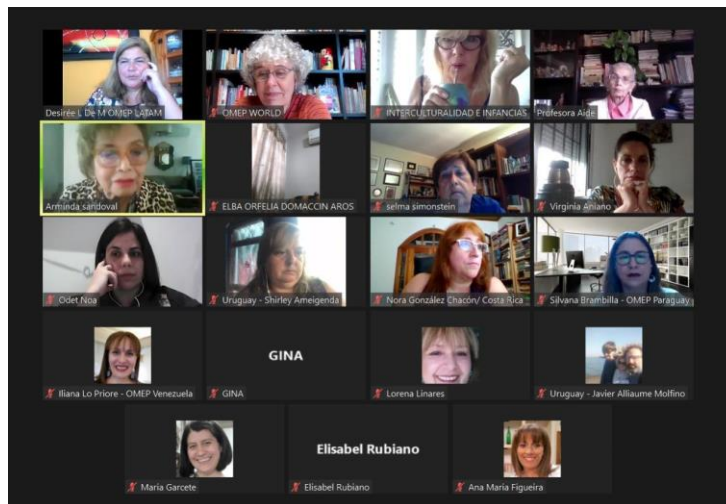 Desirée L De M OMEP LATAM
OMEP WORLD
INTERCULTURALIDAD E INFANCIAS
Profesora Aide
Arminda sandoval
ELBA ORFELIA DOMACCIN AROS
selma simonstein
Virginia Aniano
Odet Noa
Uruguay - Shirley Ameigenda
Nora González Chacón/ Costa Rica
Silvana Brambilla - OMEP Paraguay
Iliana Lo Priore - OMEP Venezuela
GINA
GINA
Lorena Linares
Uruguay - Javier Alliaume Molfino
Maria Garcete
Elisabel Rubiano
Elisabel Rubiano
Ana Maria Figueira